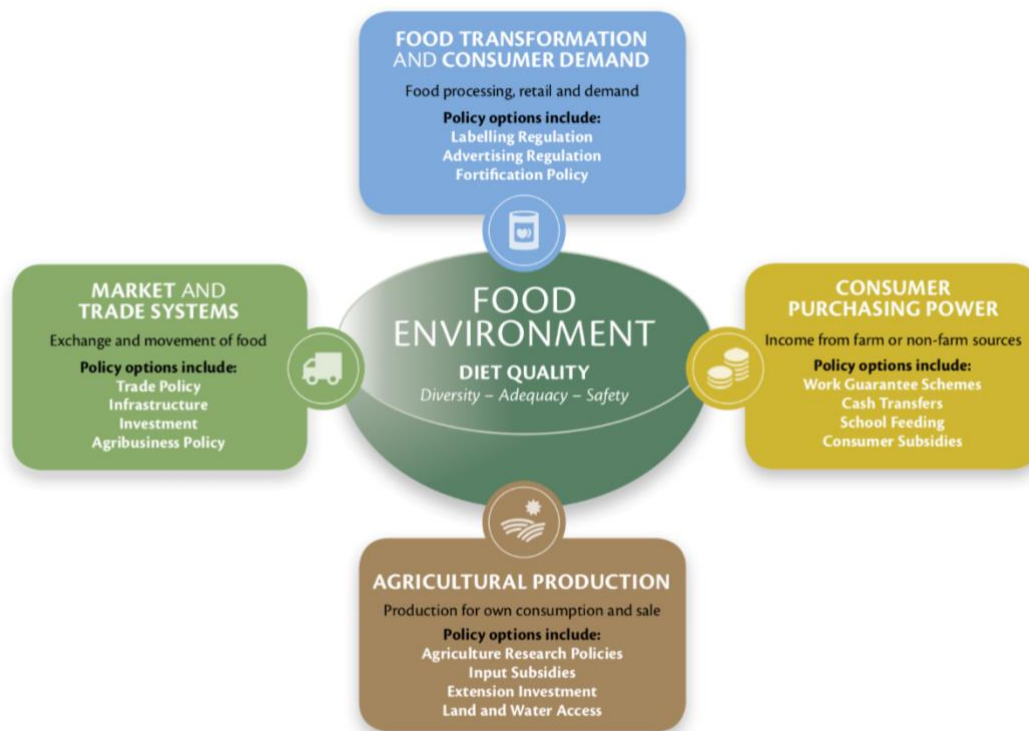 FOOD TRANSFORMATION
AND CONSUMER DEMAND
Food processing, retail and demand
Policy options include:
Labelling Regulation
Advertising Regulation
Fortification Policy
MARKET AND
TRADE SYSTEMS
Exchange and movement of food
Policy options include:
Trade Policy
Infrastructure
Investment
Agribusiness Policy
FOOD
ENVIRONMENT
DIET QUALITY
Diversity – Adequacy – Safety
CONSUMER
PURCHASING POWER
Income from farm or non-farm sources
Policy options include:
Work Guarantee Schemes
Cash Transfers
School Feeding
Consumer Subsidies
AGRICULTURAL PRODUCTION
Production for own consumption and sale
Policy options include:
Agriculture Research Policies
Input Subsidies
Extension Investment
Land and Water Access